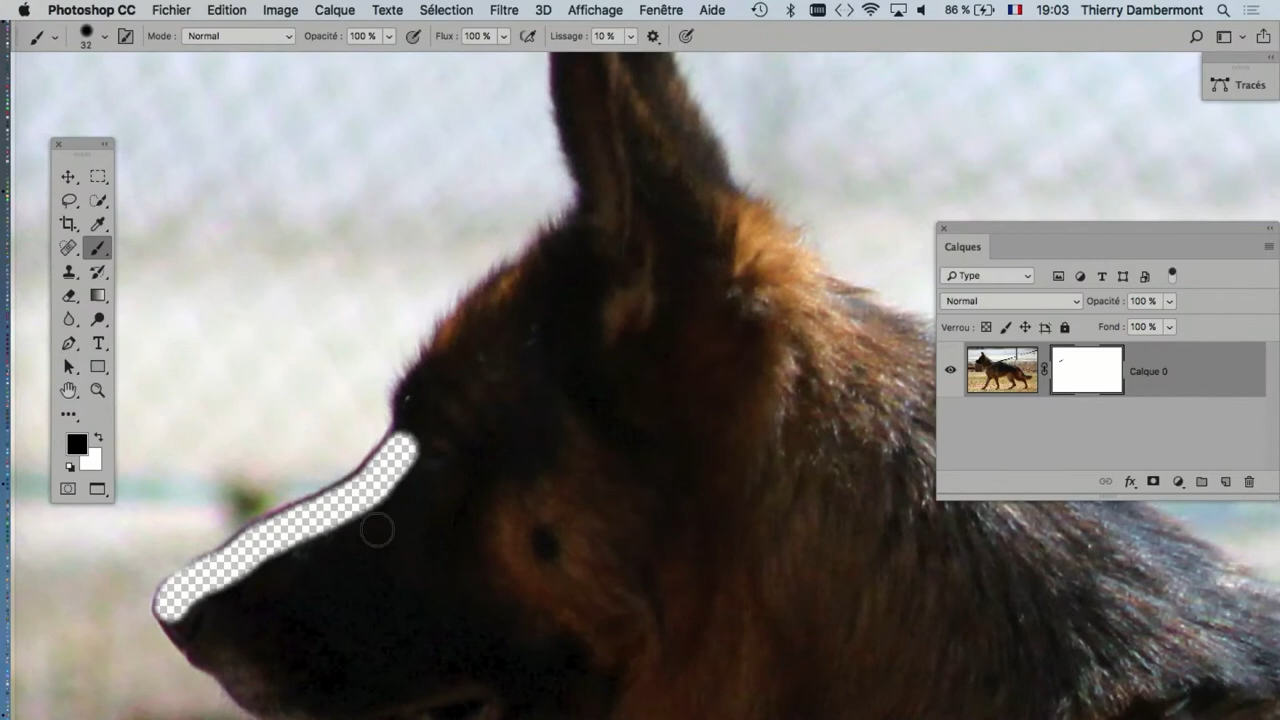 Photoshop CC Fichier Edition Image Calque Texte Sélection Filtre 3D Affichage Fenêtre Aide 86 % 19:03 Thierry Dambermont
32 Mode : Normal Opacité : 100 % Flux : 100 % Lissage : 10 %
Tracés
Calques
Type
Normal Opacité : 100 %
Verrou : Fond : 100 %
Calque 0